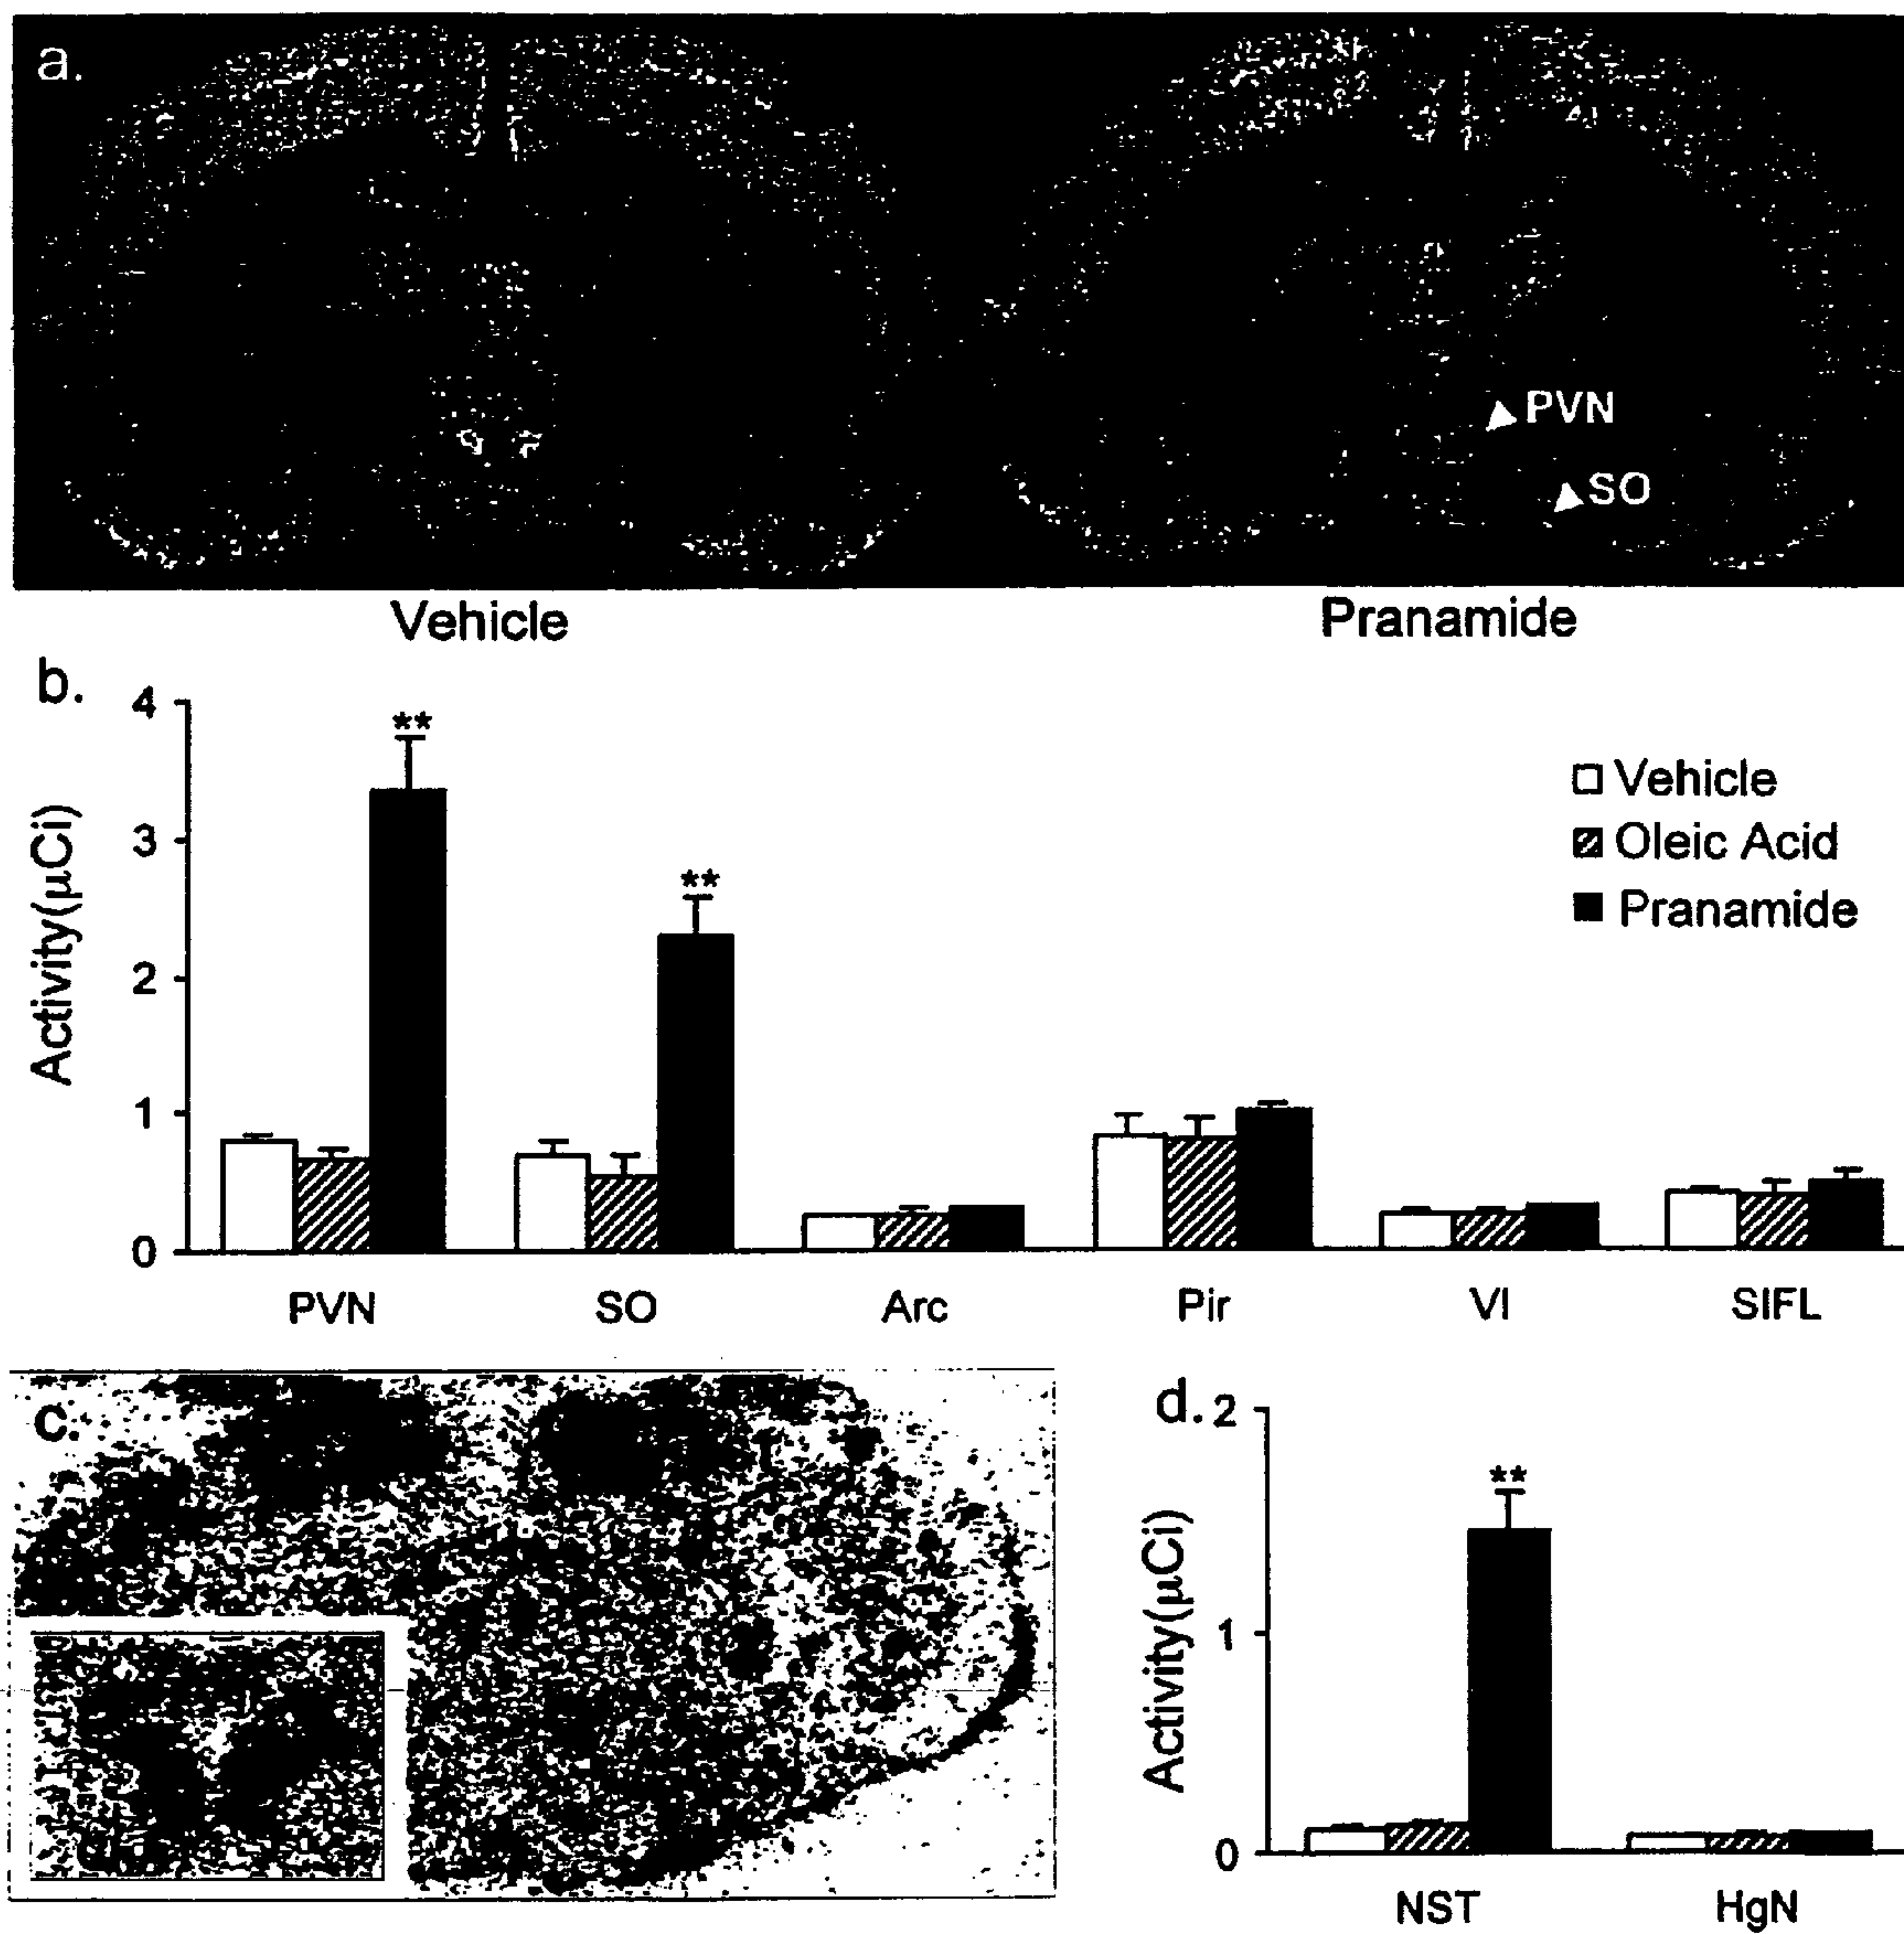 a.
PVN
SO
Vehicle
Pranamide
b.
4
3
2
1
0
Activity(μCi)
**
**
Vehicle
Oleic Acid
Pranamide
PVN
SO
Arc
Pir
VI
SIFL
c.
d.
2
1
0
Activity(μCi)
**
NST
HgN